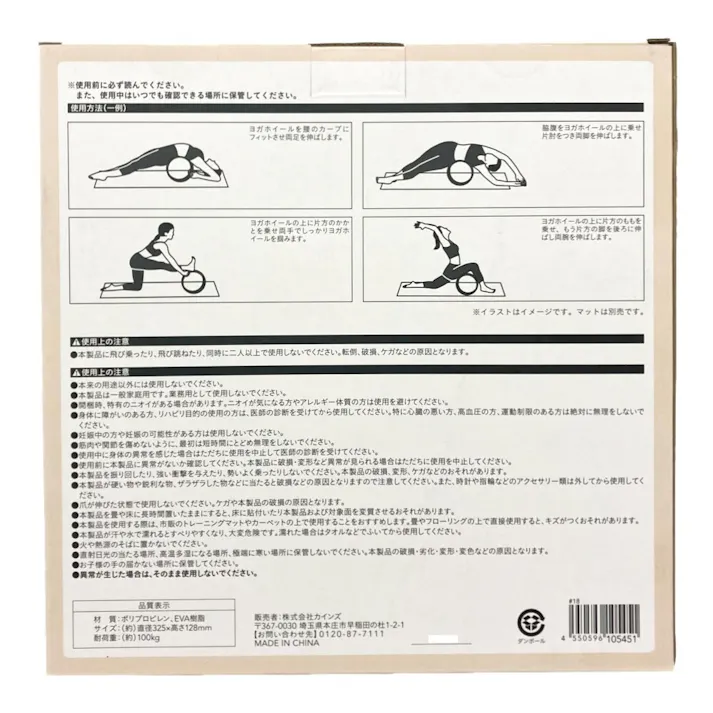 ※使用前に必ず読んでください。
また、使用中はいつでも確認できる場所に保管してください。
使用方法(一例)
ヨガホイールを腰のカーブに
フィットさせ両足を伸ばします。
脇腹をヨガホイールの上に乗せ
片肘をつき両脚を伸ばします。
ヨガホイールの上に片方のかか
とを乗せ両手でしっかりヨガホ
イールを掴みます。
ヨガホイールの上に片方のももを
乗せ、もう片方の脚を後ろに伸
ばし両腕を伸ばします。
※イラストはイメージです。マットは別売です。
⚠使用上の注意
●本製品に飛び乗ったり、飛び跳ねたり、同時に二人以上で使用しないでください。転倒、破損、ケガなどの原因となります。
⚠使用上の注意
●本来の用途以外には使用しないでください。
●本製品は一般家庭用です。業務用として使用しないでください。
●開梱時、特有のニオイがある場合があります。ニオイが気になる方やアレルギー体質の方は使用を避けてください。
●身体に障がいのある方、リハビリ目的の使用の方は、医師の診断を受けてから使用してください。特に心臓の悪い方、高血圧の方、運動制限のある方は絶対に無理をしないでください。
●妊娠中の方や妊娠の可能性がある方は使用しないでください。
●筋肉や関節を傷めないように、最初は短時間にとどめ無理をしないでください。
●使用中に身体の異常を感じた場合はただちに使用を中止して医師の診断を受けてください。
●使用前に本製品に異常がないか確認してください。本製品に破損・変形など異常が見られる場合はただちに使用を中止してください。
●本製品を振り回したり、強い衝撃を与えたり、勢いよく乗ったりしないでください。本製品の破損、変形、ケガなどのおそれがあります。
●本製品が硬い物や鋭利な物、ザラザラした物などに当たると破損などの原因となりますので注意してください。また、時計や指輪などのアクセサリー類は外してから使用してください。
●爪が伸びた状態で使用しないでください。ケガや本製品の破損の原因となります。
●本製品を畳や床に長時間置いたままにすると、床に貼付いたり本製品および対象面を変質させるおそれがあります。
●本製品を使用する際は、市販のトレーニングマットやカーペットの上で使用することをおすすめします。畳やフローリングの上で直接使用すると、キズがつくおそれがあります。
●本製品が汗や水で濡れるとすべりやすくなり、大変危険です。濡れた場合はタオルなどでふいてから使用してください。
●火や熱源のそばに置かないでください。
●直射日光の当たる場所、高温多湿になる場所、極端に寒い場所に保管しないでください。本製品の破損・劣化・変形・変色などの原因となります。
●お子様の手の届かない場所に保管してください。
●異常が生じた場合は、そのまま使用しないでください。
品質表示
材 質:ポリプロピレン、EVA樹脂
サイズ:(約)直径325×高さ128mm
耐荷重:(約)100kg
販売者:株式会社カインズ
〒367-0030 埼玉県本庄市早稲田の杜1-2-1
【お問い合わせ先】0120-87-7111
MADE IN CHINA
ダンボール
#18
4 550596 105451